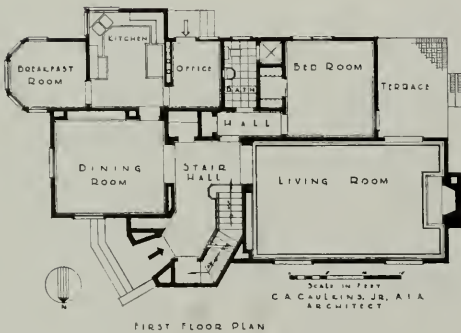 KITCHEN
BREAKFAST
ROOM
OFFICE
BATH
BED ROOM
TERRACE
HALL
DINING
ROOM
STAIR
HALL
LIVING ROOM
N
SCALE IN FEET
C.A. CAULKINS, JR., A.I.A.
ARCHITECT
FIRST FLOOR PLAN